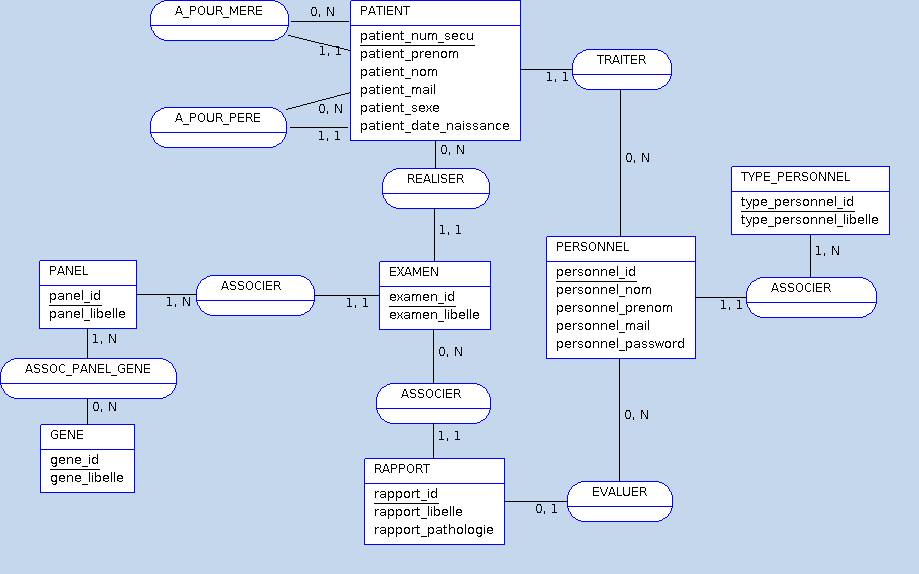 A_POUR_MERE
0, N
1, 1
PATIENT
patient_num_secu
patient_prenom
patient_nom
patient_mail
patient_sexe
patient_date_naissance
A_POUR_PERE
0, N
1, 1
1, 1
TRAITER
0, N
0, N
REALISER
1, 1
TYPE_PERSONNEL
type_personnel_id
type_personnel_libelle
1, N
PERSONNEL
personnel_id
personnel_nom
personnel_prenom
personnel_mail
personnel_password
1, 1
ASSOCIER
PANEL
panel_id
panel_libelle
1, N
ASSOCIER
1, 1
EXAMEN
examen_id
examen_libelle
1, N
ASSOC_PANEL_GENE
0, N
GENE
gene_id
gene_libelle
0, N
ASSOCIER
1, 1
RAPPORT
rapport_id
rapport_libelle
rapport_pathologie
0, N
0, 1
EVALUER